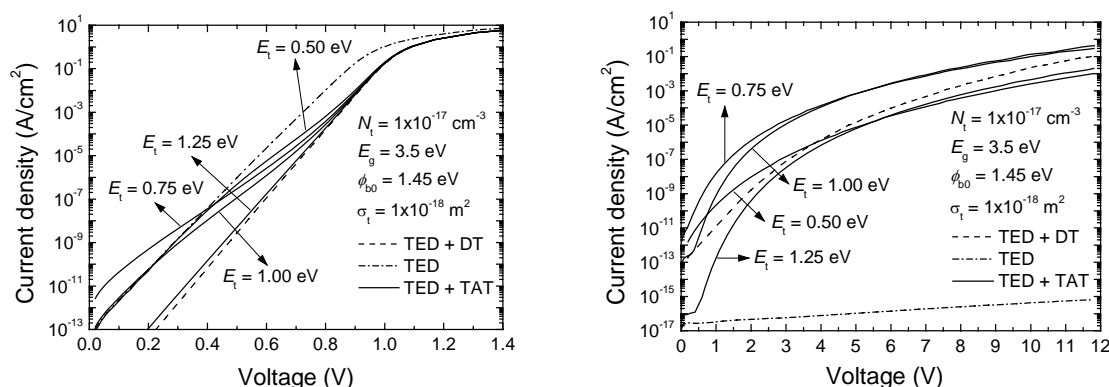 10^1
10^-1
10^-3
10^-5
10^-7
10^-9
10^-11
10^-13
Current density (A/cm^2)
E_t = 0.50 eV
E_t = 1.25 eV
E_t = 0.75 eV
E_t = 1.00 eV
N_t = 1x10^-17 cm^-3
E_g = 3.5 eV
ϕ_b0 = 1.45 eV
σ_t = 1x10^-18 m^2
TED + DT
TED
TED + TAT
0.0 0.2 0.4 0.6 0.8 1.0 1.2 1.4
Voltage (V)
10^1
10^-1
10^-3
10^-5
10^-7
10^-9
10^-11
10^-13
10^-15
10^-17
Current density (A/cm^2)
E_t = 0.75 eV
E_t = 1.00 eV
E_t = 0.50 eV
E_t = 1.25 eV
N_t = 1x10^-17 cm^-3
E_g = 3.5 eV
ϕ_b0 = 1.45 eV
σ_t = 1x10^-18 m^2
TED + DT
TED
TED + TAT
0 1 2 3 4 5 6 7 8 9 10 11 12
Voltage (V)